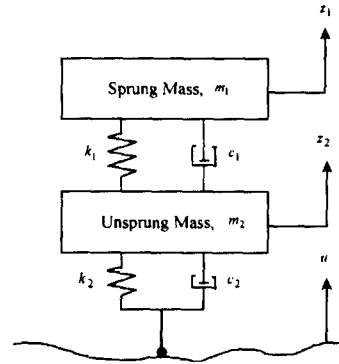 z1
Sprung Mass, m1
k1
c1
z2
Unsprung Mass, m2
u
k2
c2